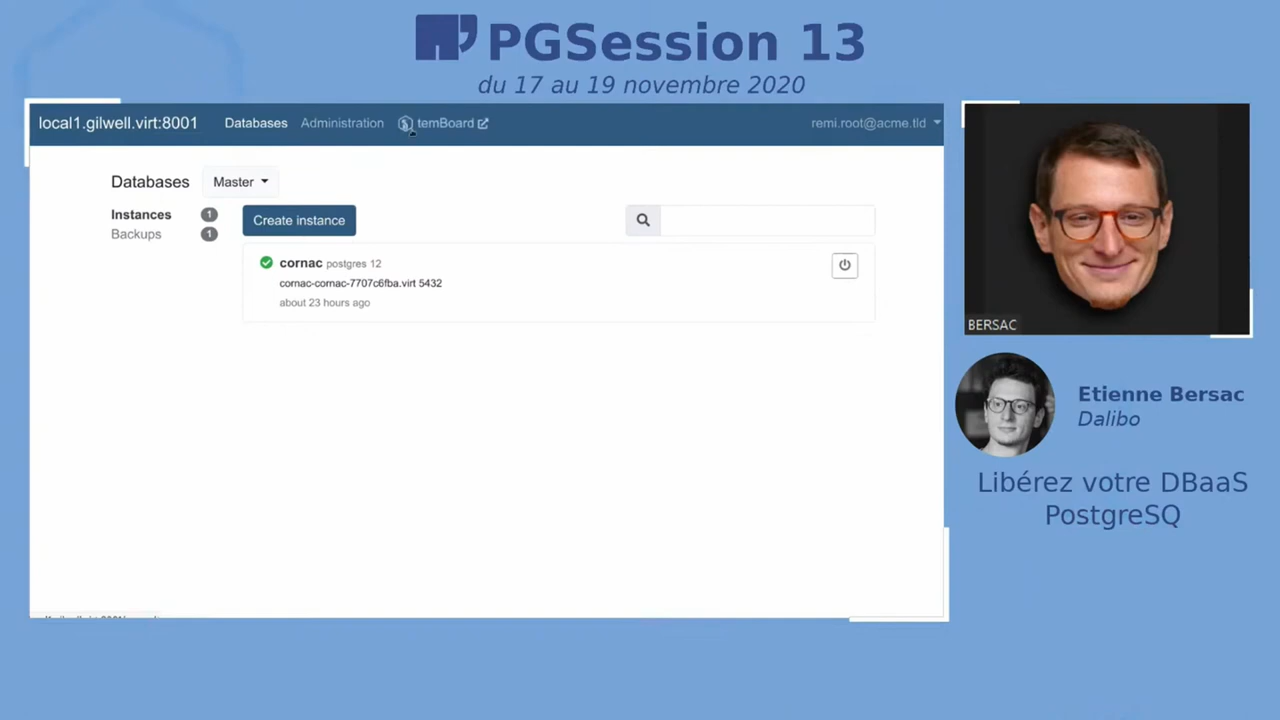 PGSession 13
du 17 au 19 novembre 2020
local1.gilwell.virt:8001 Databases Administration temBoard remi.root@acme.tld
Databases Master
Instances 1
Backups 1
Create instance
cornac postgres 12
cornac-cornac-7707c6fba.virt 5432
about 23 hours ago
BERSAC
Etienne Bersac
Dalibo
Libérez votre DBaaS
PostgreSQ